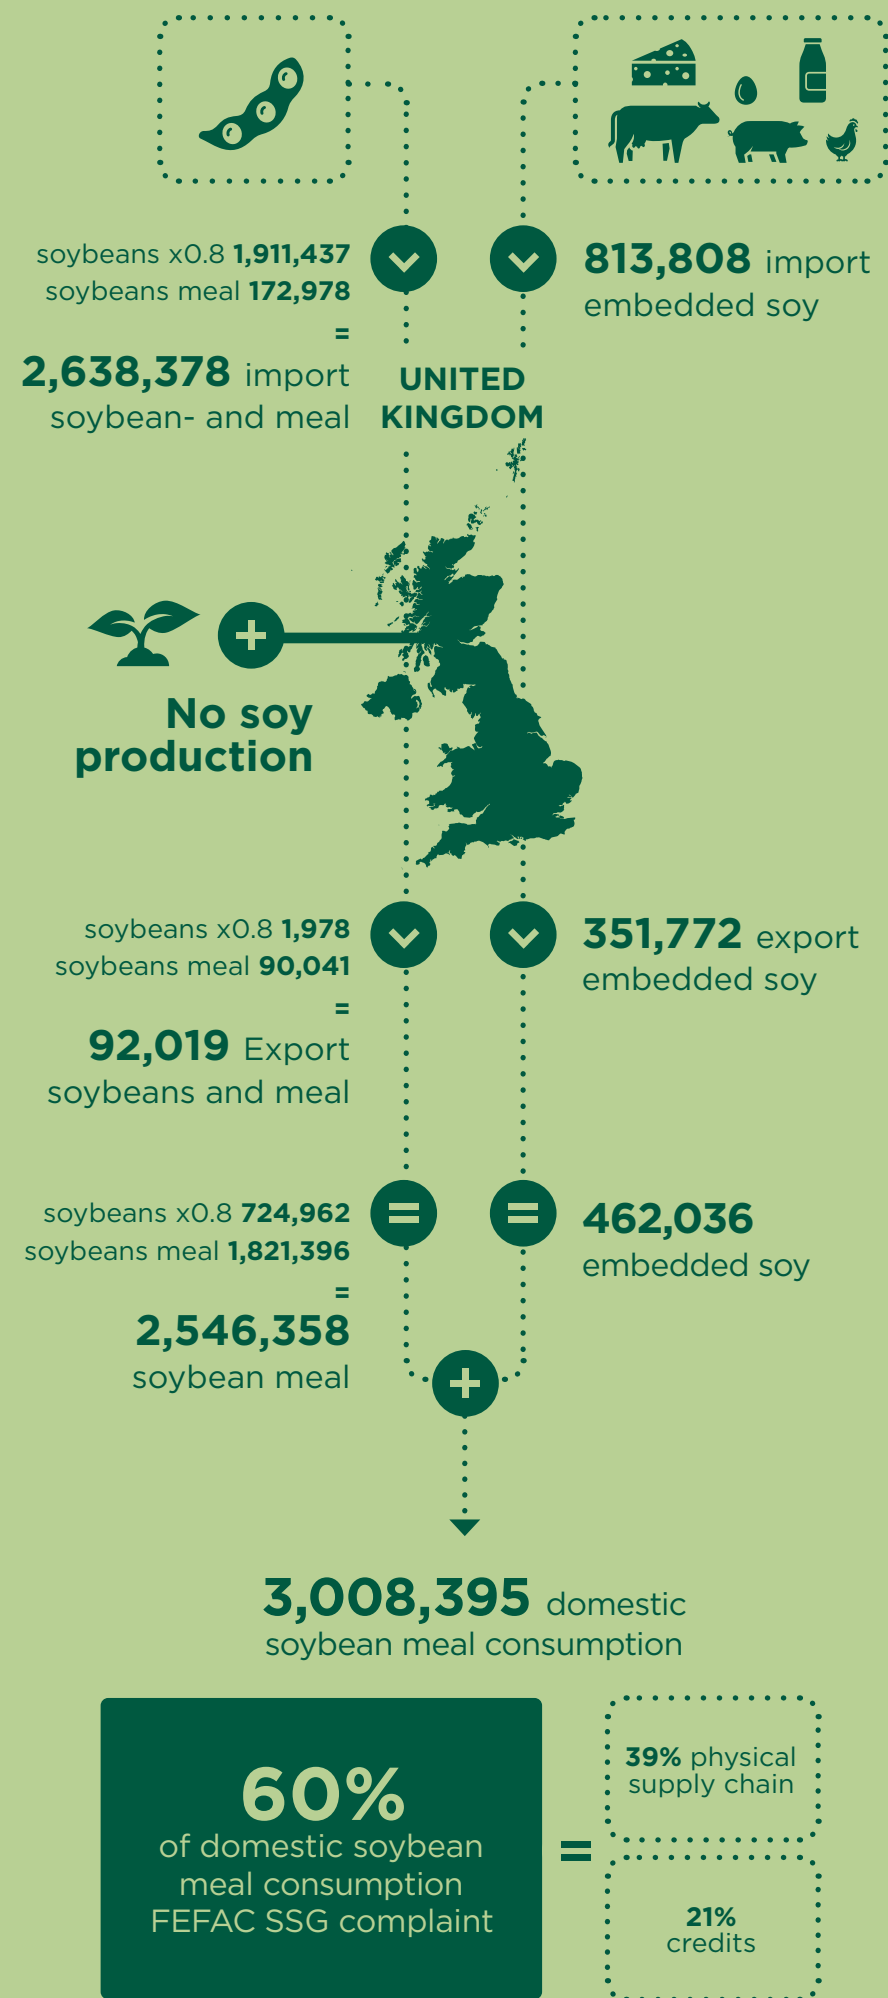 soybeans x0.8 1,911,437
soybeans meal 172,978
=
2,638,378 import
soybean- and meal
813,808 import
embedded soy
UNITED
KINGDOM
No soy
production
soybeans x0.8 1,978
soybeans meal 90,041
=
92,019 Export
soybeans and meal
351,772 export
embedded soy
soybeans x0.8 724,962
soybeans meal 1,821,396
=
2,546,358
soybean meal
462,036
embedded soy
3,008,395 domestic
soybean meal consumption
60%
of domestic soybean
meal consumption
FEFAC SSG complaint
=
39% physical
supply chain
21%
credits